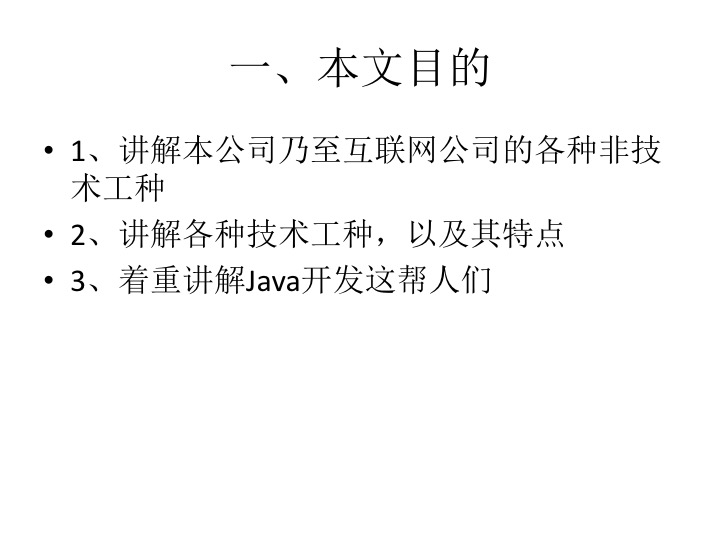 一、本文目的
• 1、讲解本公司乃至互联网公司的各种非技
术工种
• 2、讲解各种技术工种，以及其特点
• 3、着重讲解Java开发这帮人们